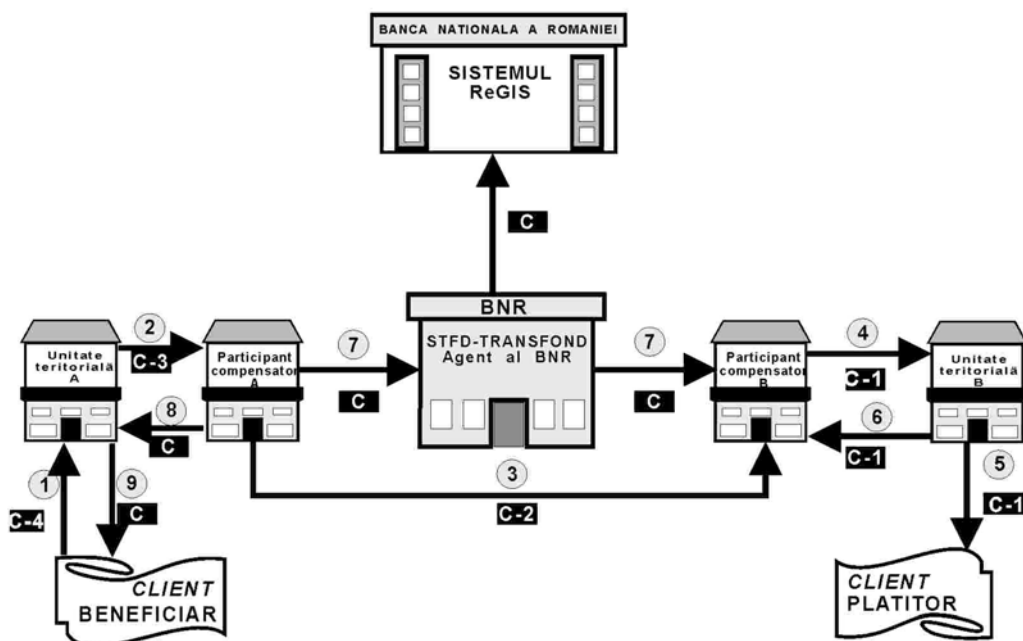 BANCA NATIONALA A ROMANIEI
SISTEMUL
ReGIS
C
BNR
STFD-TRANSFOND
Agent al BNR
2
C-3
Unitate
teritorială
A
Participant
compensator
A
7
C
7
C
Participant
compensator
B
4
C-1
Unitate
teritorială
B
8
C
6
C-1
3
C-2
1
C-4
9
C
5
C-1
CLIENT
BENEFICIAR
CLIENT
PLATITOR